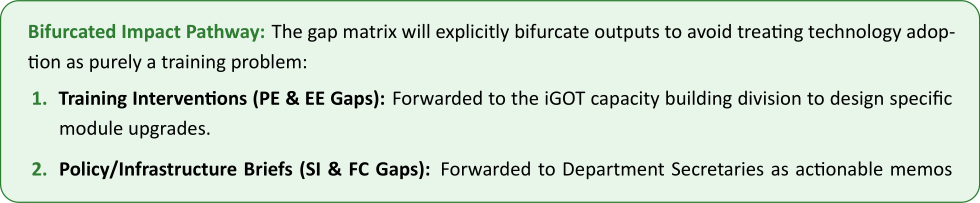 Bifurcated Impact Pathway: The gap matrix will explicitly bifurcate outputs to avoid treating technology adop-
tion as purely a training problem:
1. Training Interventions (PE & EE Gaps): Forwarded to the iGOT capacity building division to design specific
module upgrades.
2. Policy/Infrastructure Briefs (SI & FC Gaps): Forwarded to Department Secretaries as actionable memos